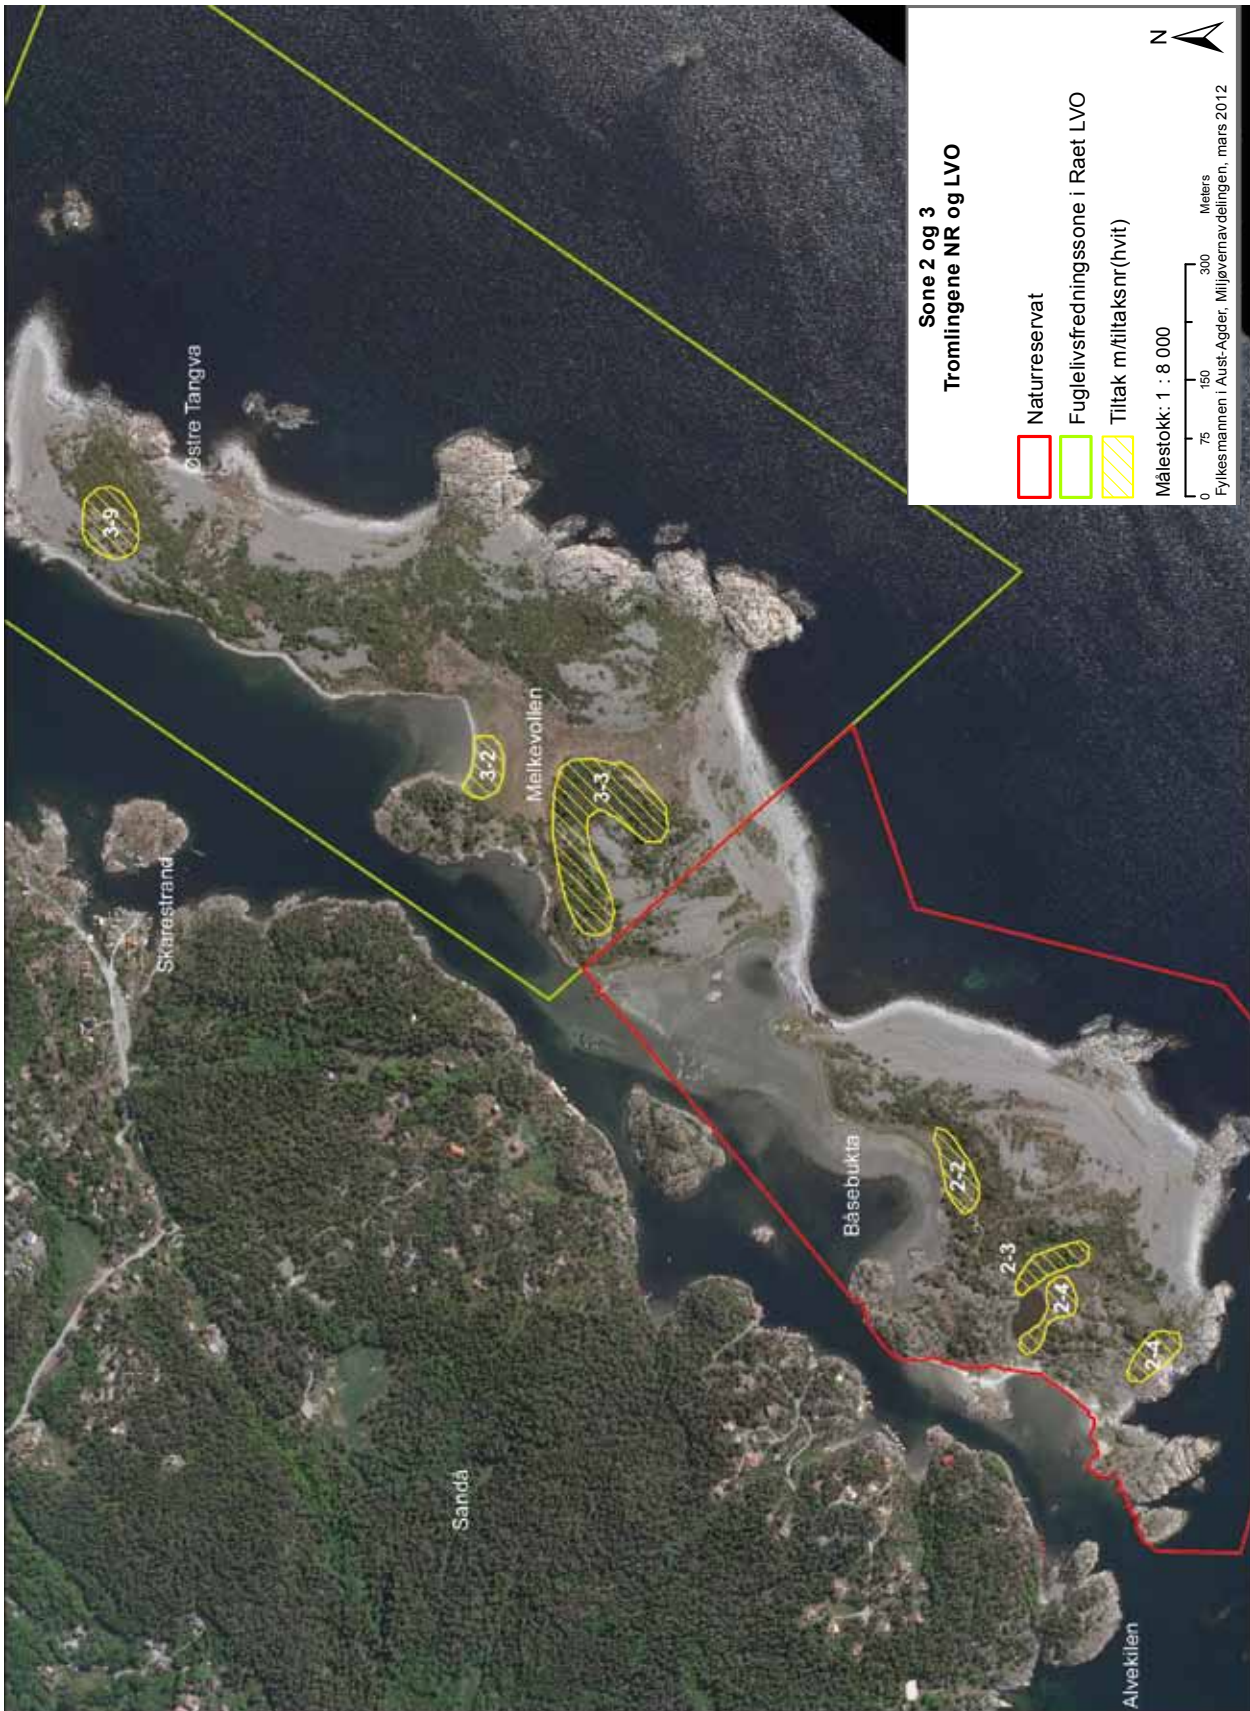 Sone 2 og 3
Tromlingene NR og LVO
Naturreservat
Fuglelivsfredningssone i Raet LVO
Tiltak m/tiltaksnr(hvit)
Målestokk: 1 : 8 000
0 75 150 300 Meters
Fylkesmannen i Aust-Agder, Miljøvernavdelingen, mars 2012
N
Østre Tangva
3-9
Skarestrand
Melkevollen
3-2
3-3
Båsebukta
2-2
2-3
2-4
2-4
Sandå
Alvekilen